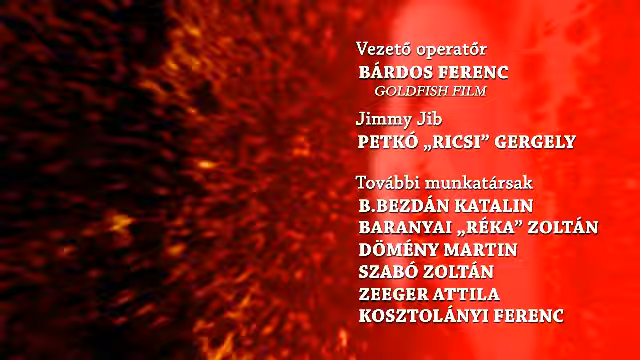 Vezető operatőr
BÁRDOS FERENC
GOLDFISH FILM
Jimmy Jib
PETKÓ „RICSI” GERGELY
További munkatársak
B.BEZDÁN KATALIN
BARANYAI „RÉKA” ZOLTÁN
DÖMÉNY MARTIN
SZABÓ ZOLTÁN
ZEEGER ATTILA
KOSZTOLÁNYI FERENC